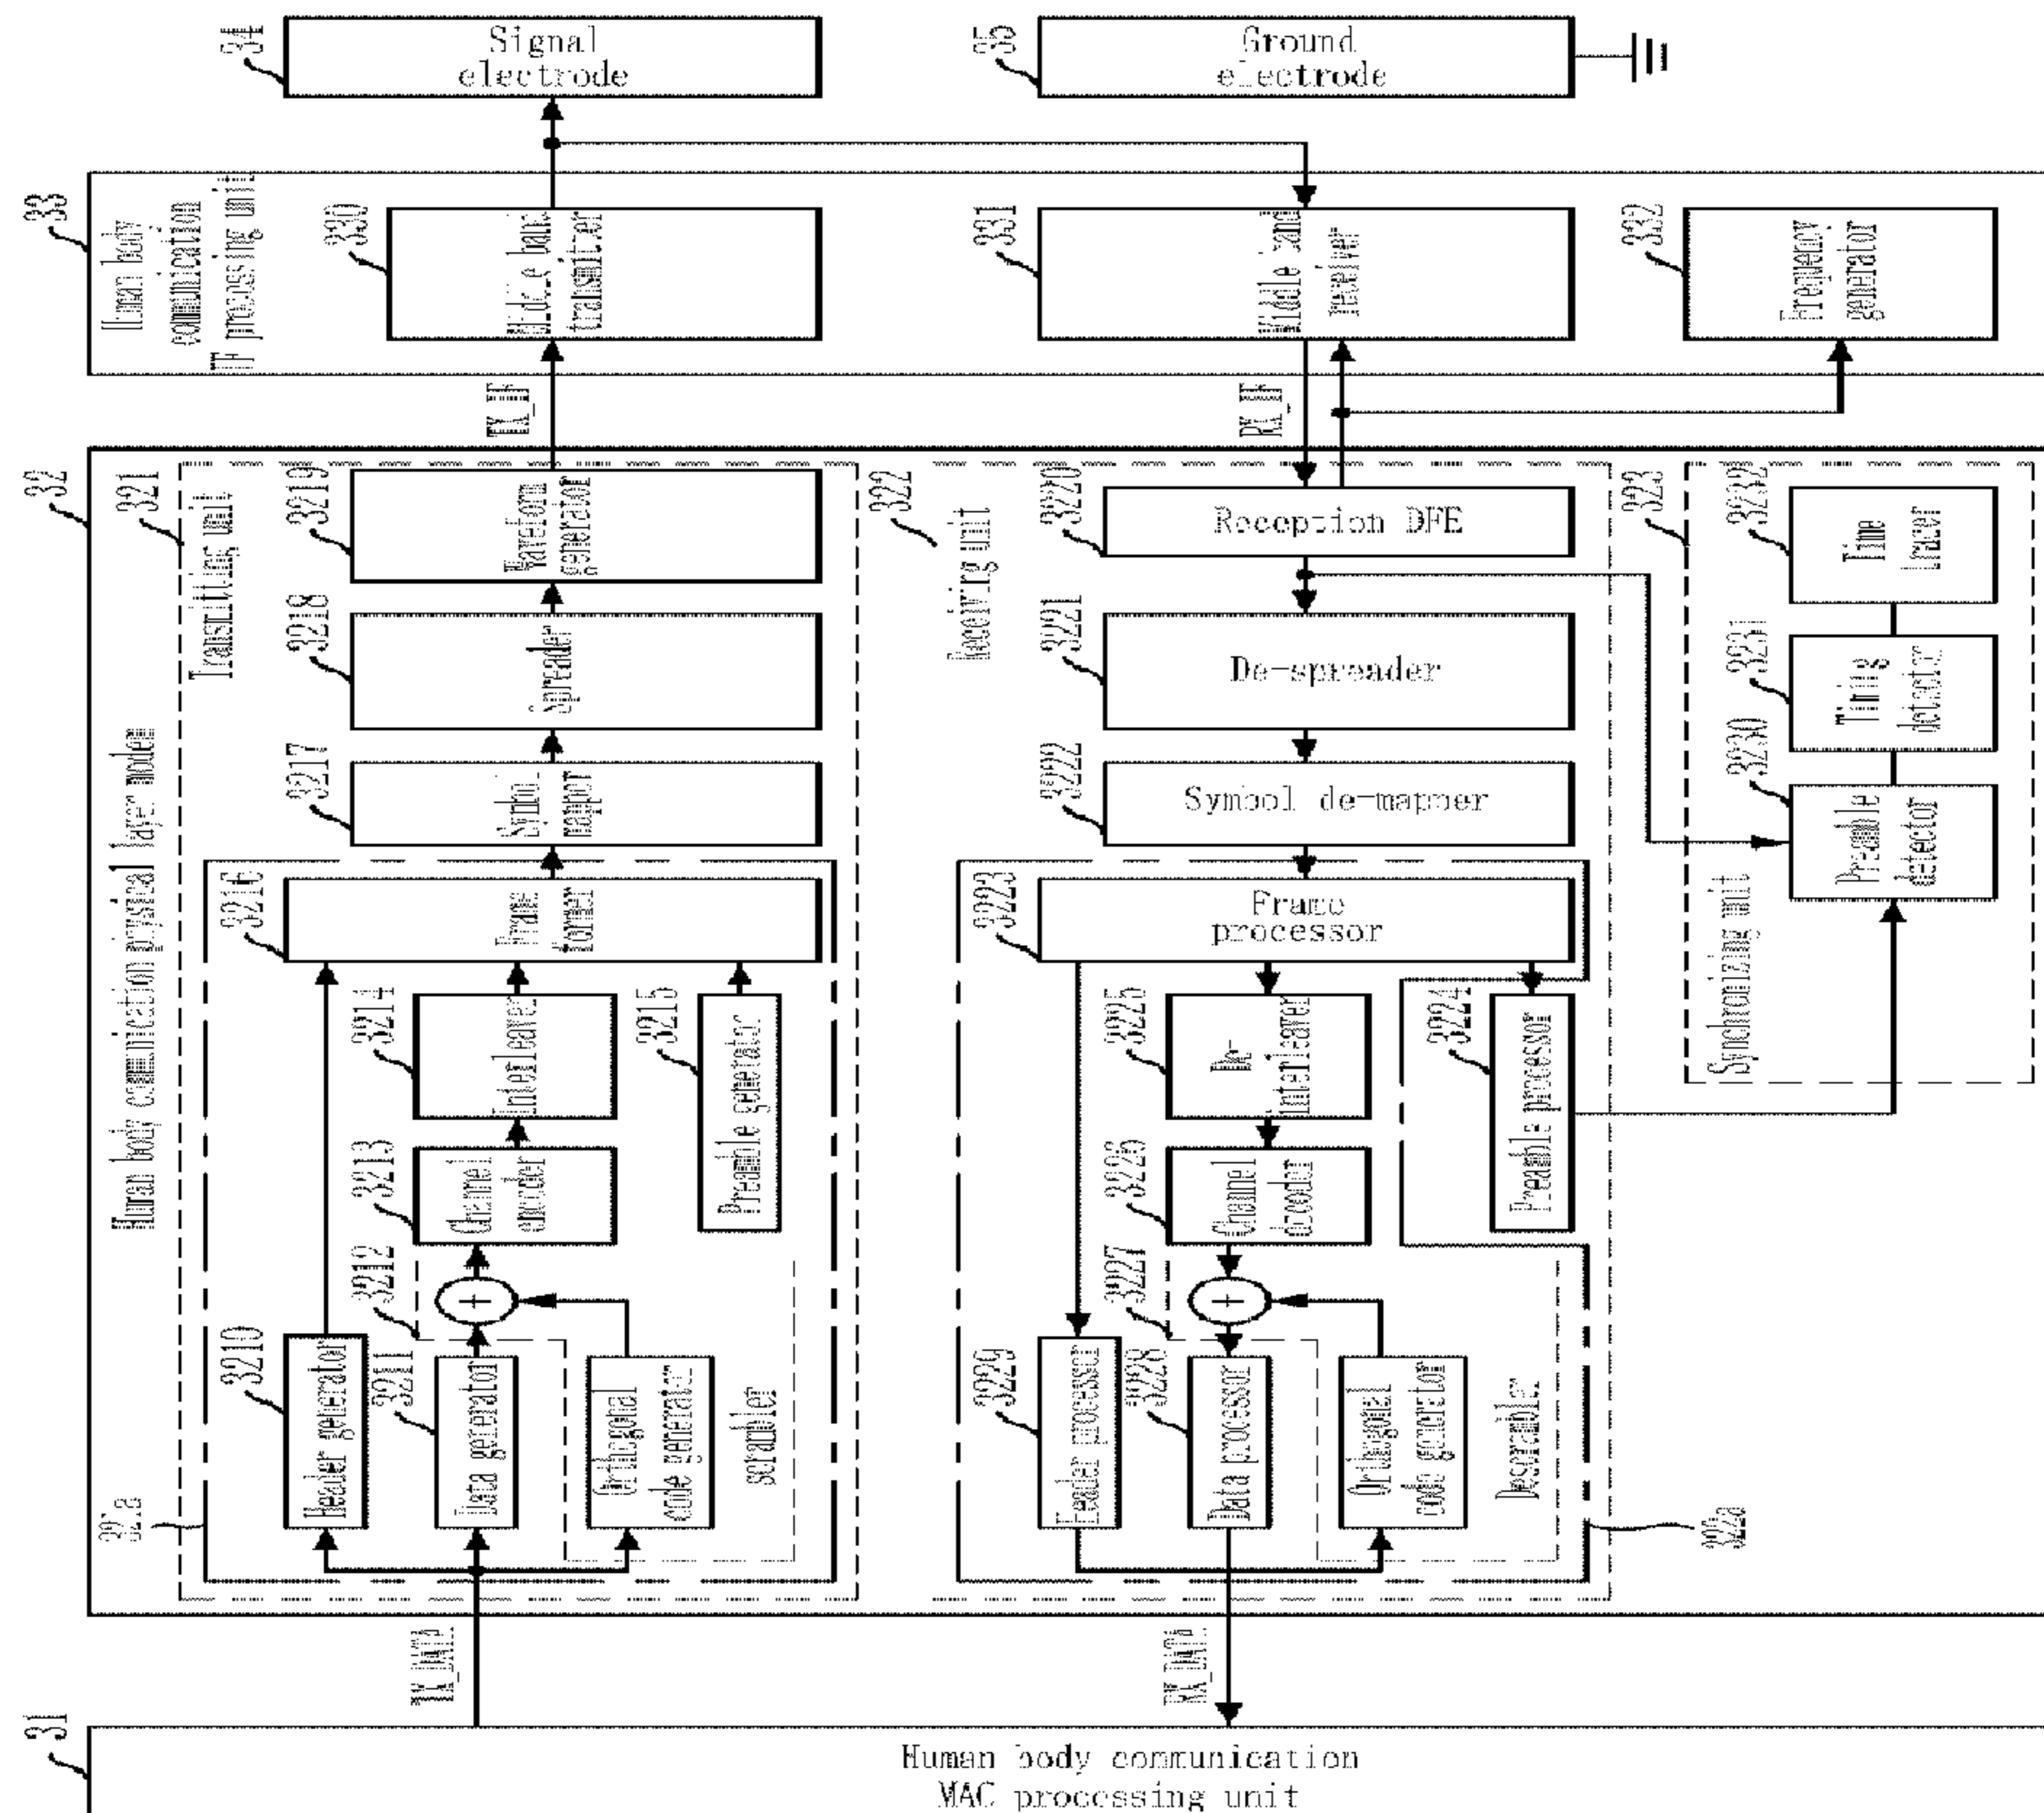 31
Human body communication
MAC processing unit
TX_DATA
RX_DATA
32
Human body communication physical layer modem
321
Transmitting unit
321a
3210
Header generator
3211
Data generator
3212
Orthogonal
code generator
scrambler
3213
Channel
encoder
3214
Interleaver
3215
Preamble generator
3216
Frame
former
3217
Symbol
mapper
3218
Spreader
3219
Waveform
generator
TX_IF
322
Receiving unit
322a
3220
Reception DFE
3221
De-spreader
3222
Symbol de-mapper
3223
Frame
processor
3224
Preamble processor
3225
De-
interleaver
3226
Channel
decoder
3227
Orthogonal
code generator
Descrambler
3228
Data processor
3229
Header processor
RX_IF
323
Synchronizing unit
3230
Preamble
detector
3231
Timing
detector
3232
Time
tracer
33
Human body
communication
processing unit
330
Middle band
transmitter
331
Middle band
receiver
332
Frequency
generator
34
Signal
electrode
35
Ground
electrode